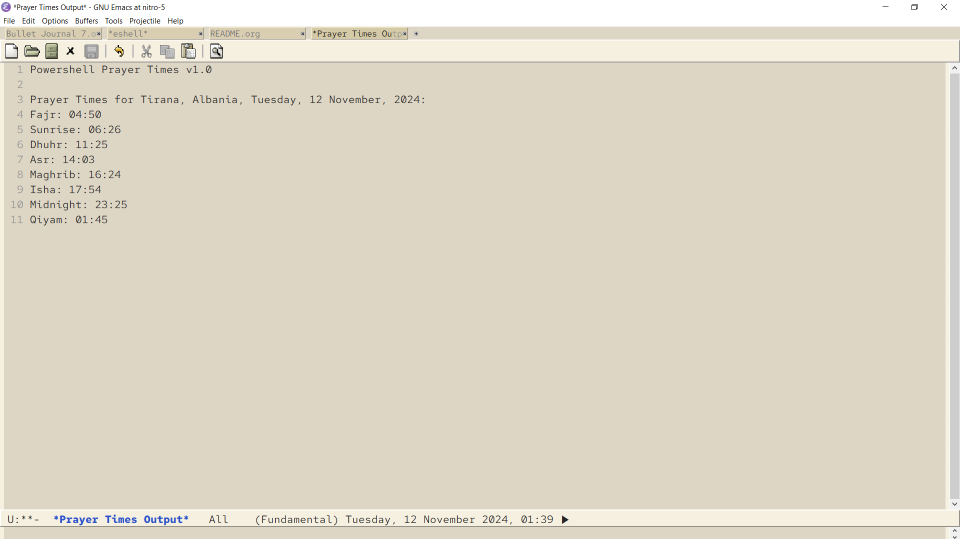 *Prayer Times Output* - GNU Emacs at nitro-5
File Edit Options Buffers Tools Projectile Help
Bullet Journal 7.o *eshell* README.org *Prayer Times Outp
1 Powershell Prayer Times v1.0
2
3 Prayer Times for Tirana, Albania, Tuesday, 12 November, 2024:
4 Fajr: 04:50
5 Sunrise: 06:26
6 Dhuhr: 11:25
7 Asr: 14:03
8 Maghrib: 16:24
9 Isha: 17:54
10 Midnight: 23:25
11 Qiyam: 01:45
U:**- *Prayer Times Output* All (Fundamental) Tuesday, 12 November 2024, 01:39